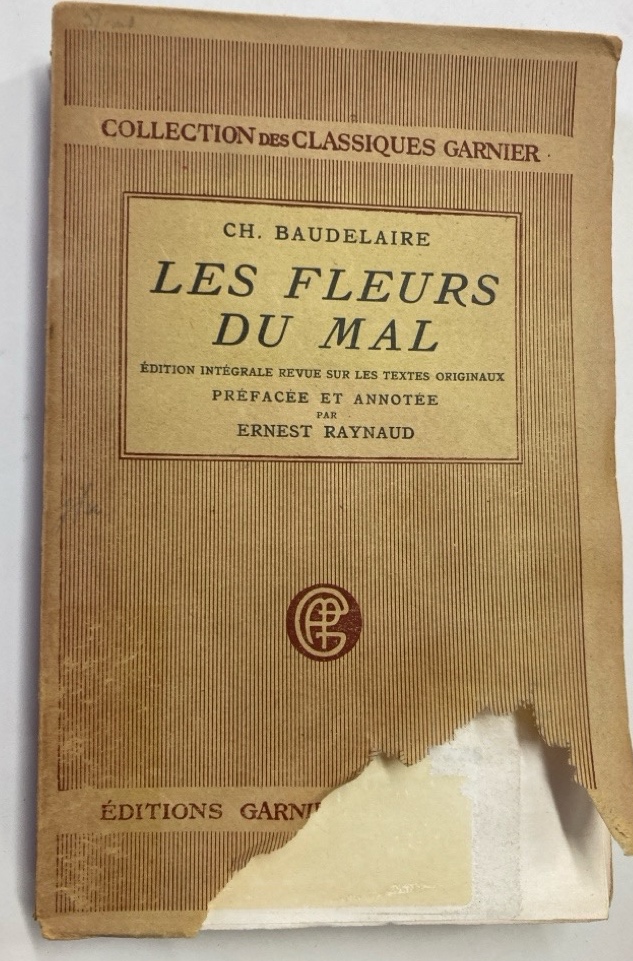 COLLECTION DES CLASSIQUES GARNIER
CH. BAUDELAIRE
LES FLEURS
DU MAL
ÉDITION INTÉGRALE REVUE SUR LES TEXTES ORIGINAUX
PRÉFACÉE ET ANNOTÉE
PAR
ERNEST RAYNAUD
ÉDITIONS GARNI